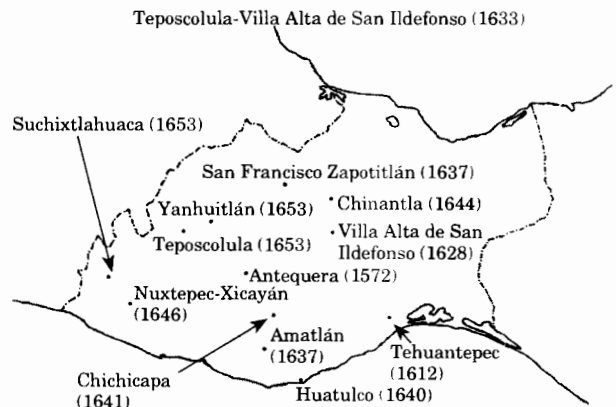 Teposcolula-Villa Alta de San Ildefonso (1633)
Suchixtlahuaca (1653)
San Francisco Zapotitlán (1637)
Chinantla (1644)
Yanhuitlán (1653)
Villa Alta de San
Ildefonso (1628)
Teposcolula (1653)
Antequera (1572)
Nuxtepec-Xicayán
(1646)
Amatlán
(1637)
Tehuantepec
(1612)
Chichicapa
(1641)
Huatulco (1640)